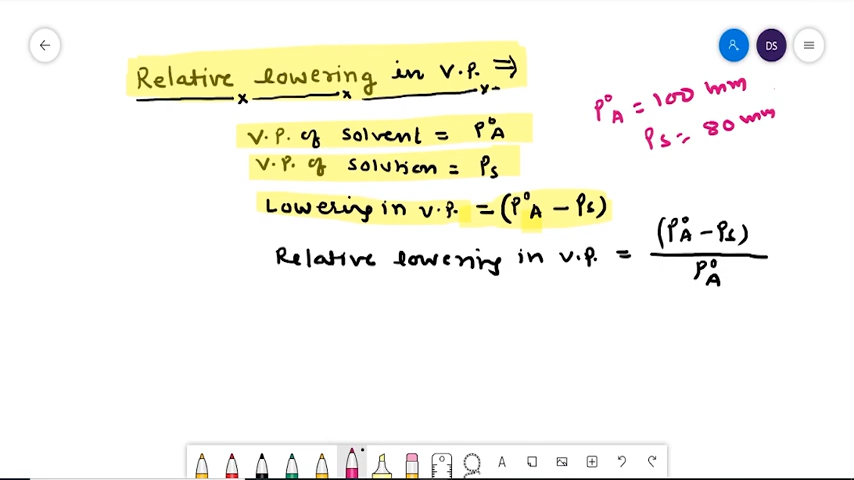 DS
Relative lowering in V.P. ⇒
P°A = 100 mm
Ps = 80 mm
V.P. of solvent = P°A
V.P. of solution = Ps
Lowering in V.P. = (P°A - Ps)
Relative lowering in V.P. = (P°A - Ps) / P°A
A